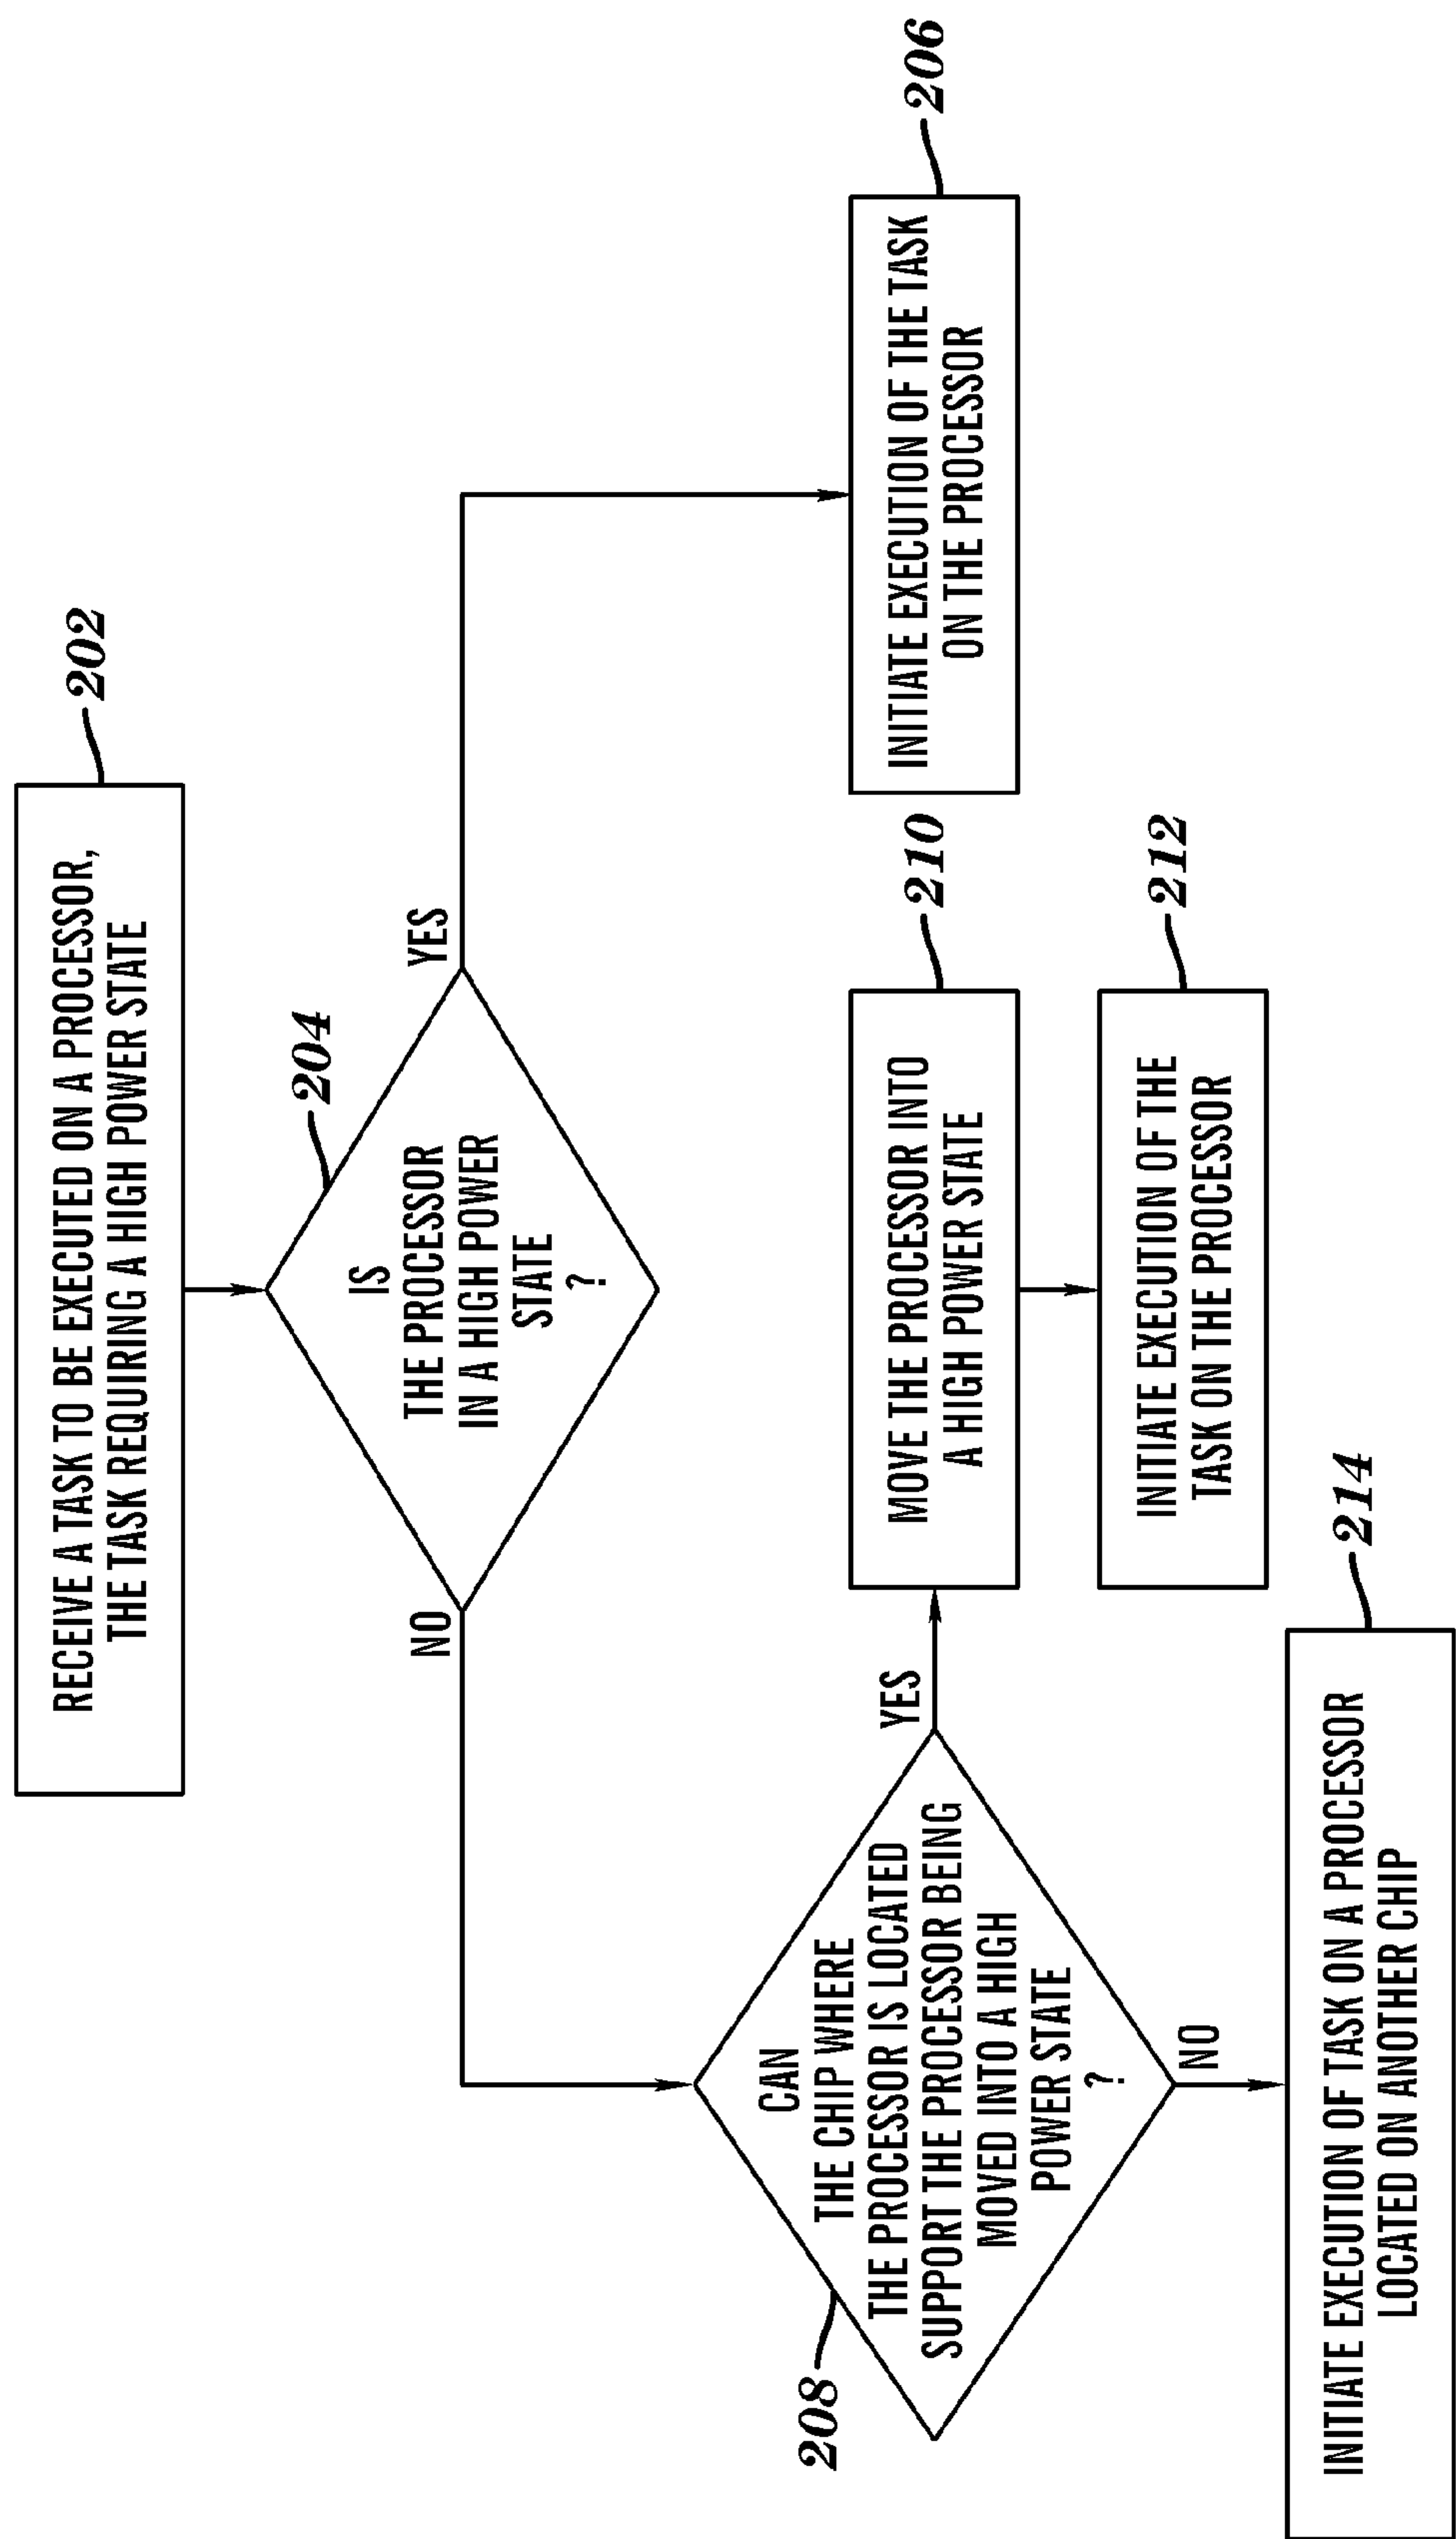 RECEIVE A TASK TO BE EXECUTED ON A PROCESSOR,
THE TASK REQUIRING A HIGH POWER STATE
202
204
IS
THE PROCESSOR
IN A HIGH POWER
STATE
?
YES
NO
INITIATE EXECUTION OF THE TASK
ON THE PROCESSOR
206
208
CAN
THE CHIP WHERE
THE PROCESSOR IS LOCATED
SUPPORT THE PROCESSOR BEING
MOVED INTO A HIGH
POWER STATE
?
YES
NO
MOVE THE PROCESSOR INTO
A HIGH POWER STATE
210
INITIATE EXECUTION OF THE
TASK ON THE PROCESSOR
212
INITIATE EXECUTION OF TASK ON A PROCESSOR
LOCATED ON ANOTHER CHIP
214